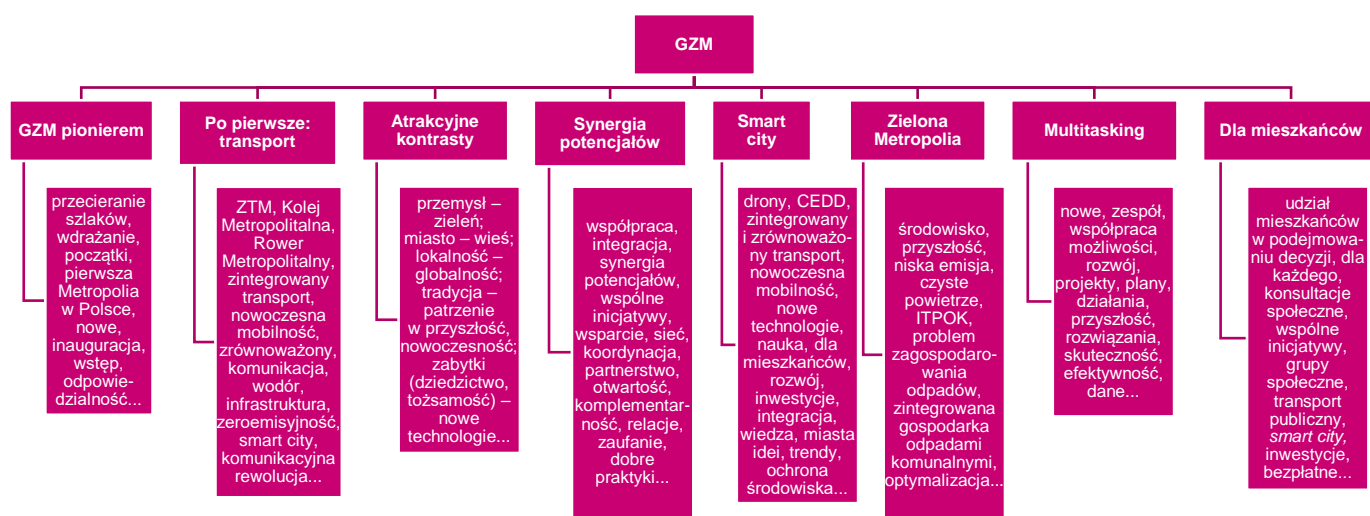 GZM
GZM pionierem
przecieranie
szlaków,
wdrażanie,
początki,
pierwsza
Metropolia
w Polsce,
nowe,
inauguracja,
wstęp,
odpowie-
dzialność...
Po pierwsze:
transport
ZTM, Kolej
Metropolitalna,
Rower
Metropolitalny,
zintegrowany
transport,
nowoczesna
mobilność,
zrównoważony,
komunikacja,
wodór,
infrastruktura,
zeroemisyjność,
smart city,
komunikacyjna
rewolucja...
Atrakcyjne
kontrasty
przemysł –
zieleń;
miasto – wieś;
lokalność –
globalność;
tradycja –
patrzenie
w przyszłość,
nowoczesność;
zabytki
(dziedzictwo,
tożsamość) –
nowe
technologie...
Synergia
potencjałów
współpraca,
integracja,
synergia
potencjałów,
wspólne
inicjatywy,
wsparcie, sieć,
koordynacja,
partnerstwo,
otwartość,
komplementar-
ność, relacje,
zaufanie,
dobre
praktyki...
Smart
city
drony, CEDD,
zintegrowany
i zrównoważo-
ny transport,
nowoczesna
mobilność,
nowe
technologie,
nauka, dla
mieszkańców,
rozwój,
inwestycje,
integracja,
wiedza, miasta
idei, trendy,
ochrona
środowiska...
Zielona
Metropolia
środowisko,
przyszłość,
niska emisja,
czyste
powietrze,
ITPOK,
problem
zagospodaro-
wania
odpadów,
zintegrowana
gospodarka
odpadami
komunalnymi,
optymalizacja...
Multitasking
nowe, zespół,
współpraca
możliwości,
rozwój,
projekty, plany,
działania,
przyszłość,
rozwiązania,
skuteczność,
efektywność,
dane...
Dla mieszkańców
udział
mieszkańców
w podejmowa-
niu decyzji, dla
każdego,
konsultacje
społeczne,
wspólne
inicjatywy,
grupy
społeczne,
transport
publiczny,
smart city,
inwestycje,
bezpłatne...